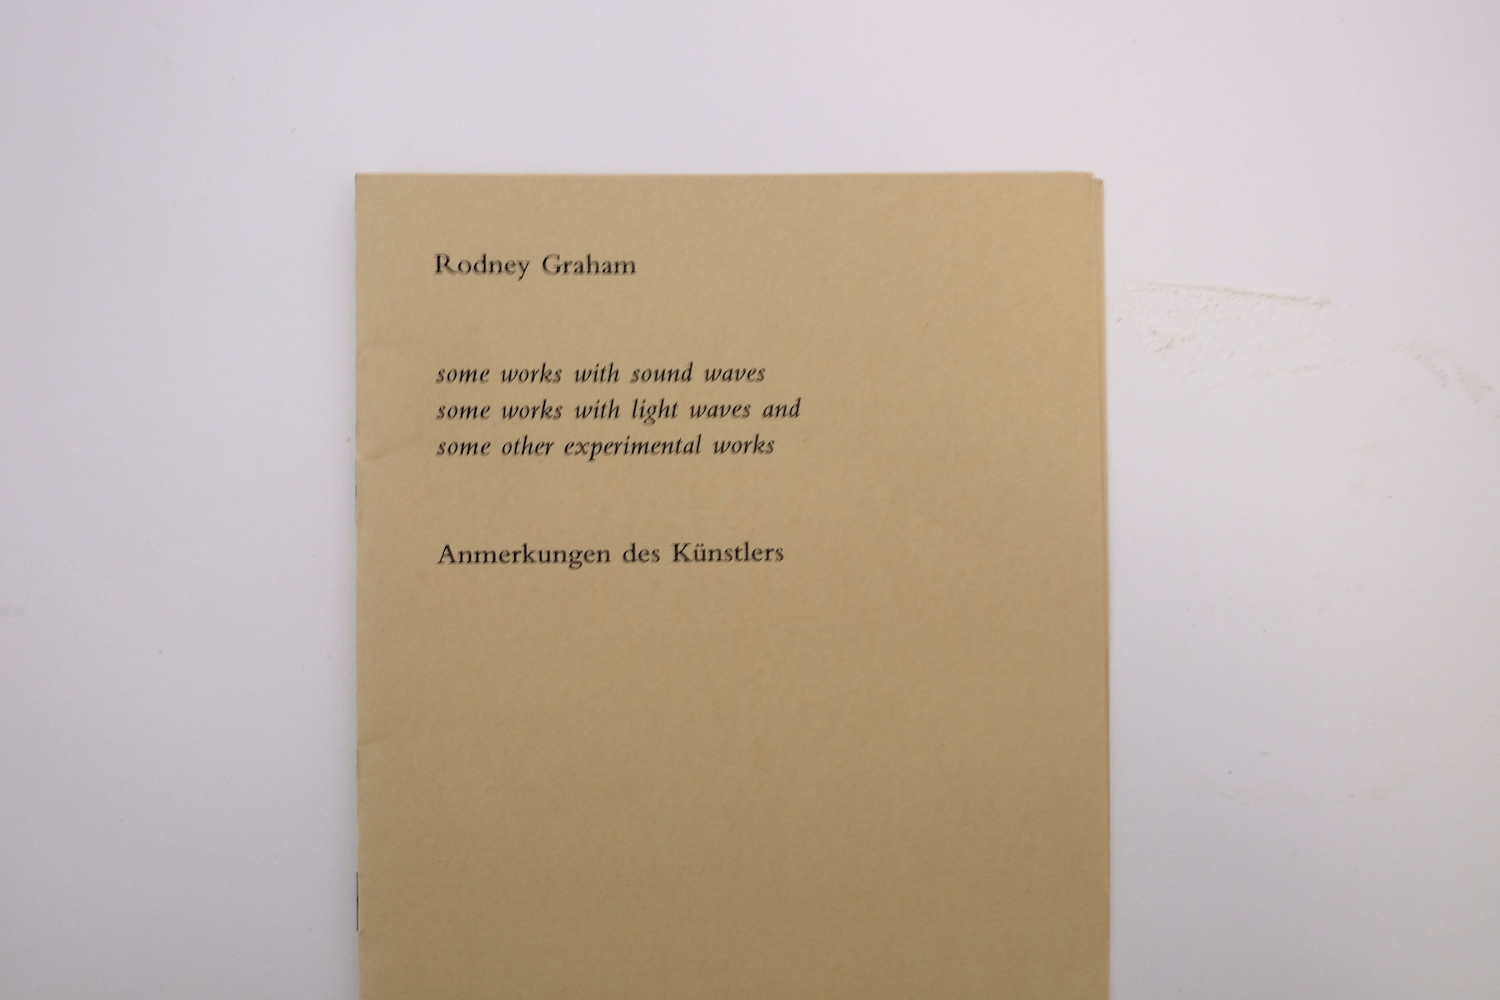 Rodney Graham
some works with sound waves
some works with light waves and
some other experimental works
Anmerkungen des Künstlers